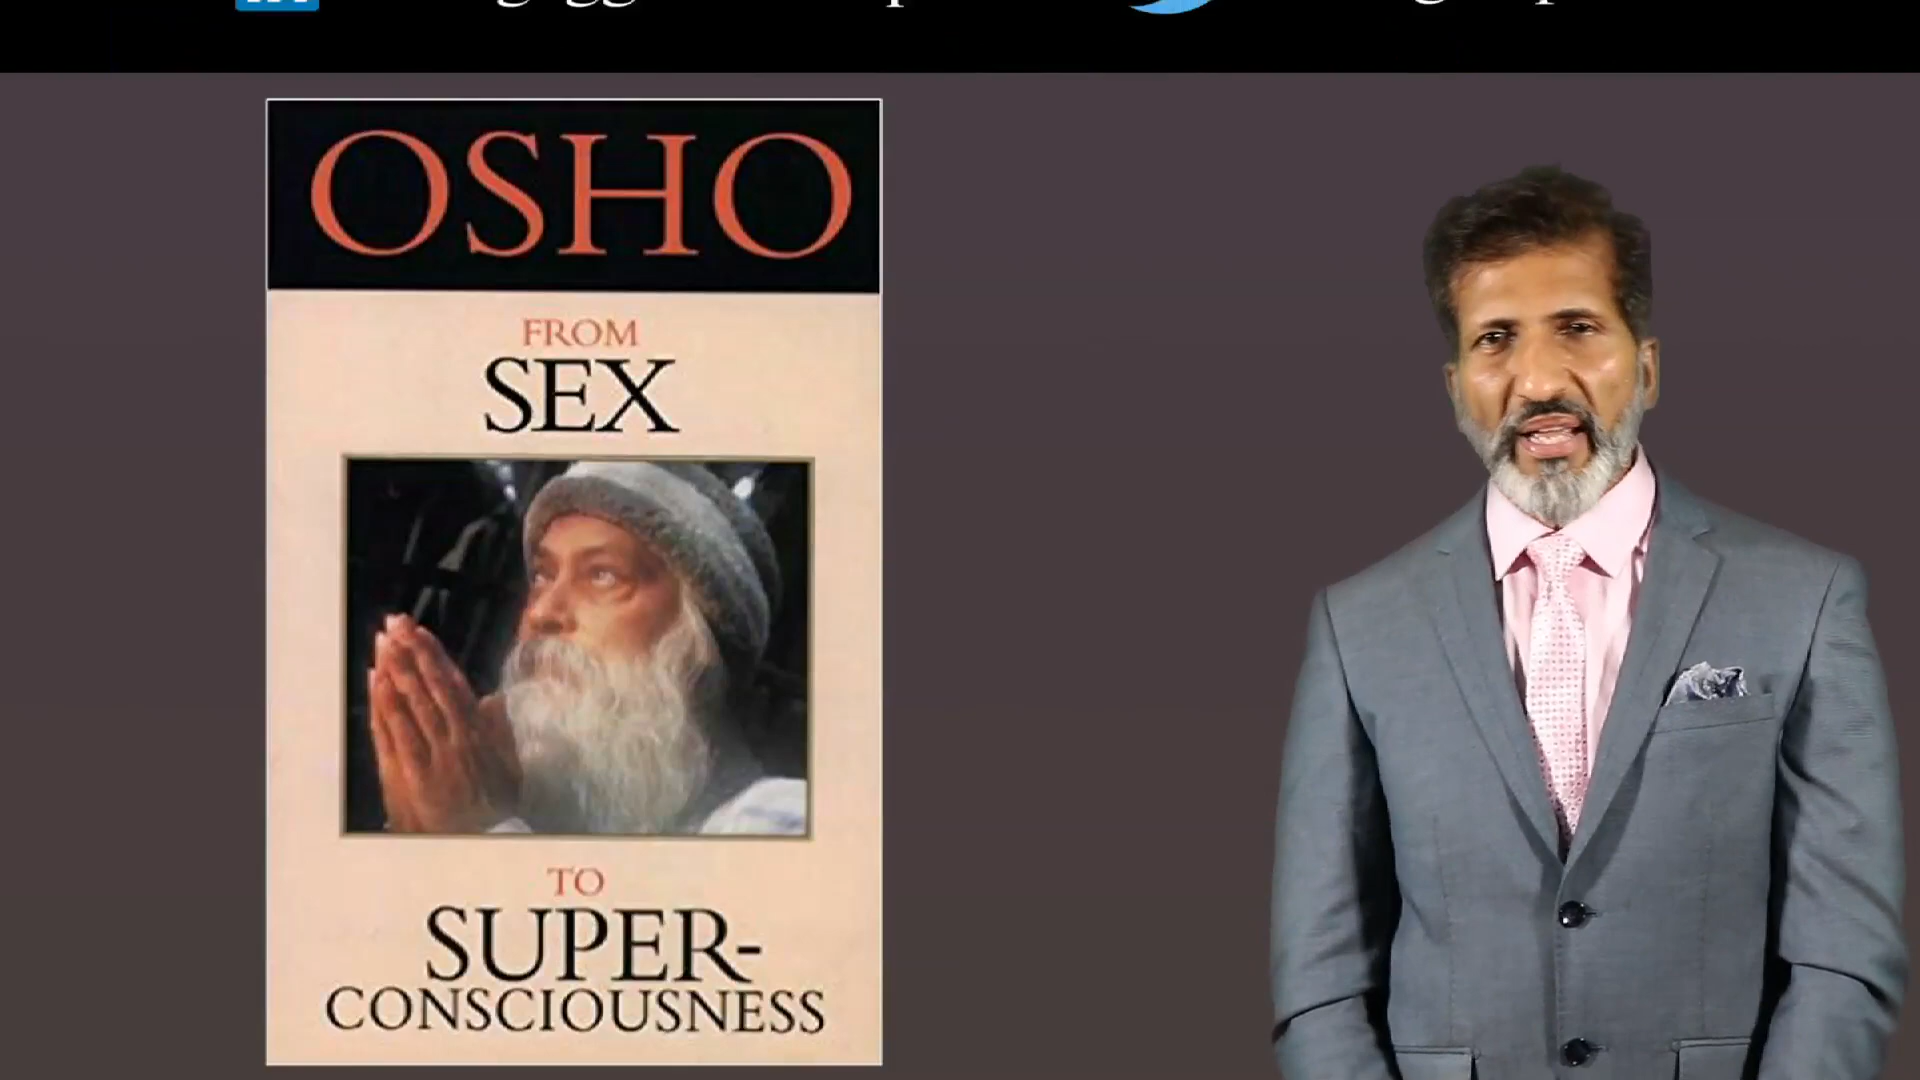 OSHO
FROM
SEX
TO
SUPER-
CONSCIOUSNESS